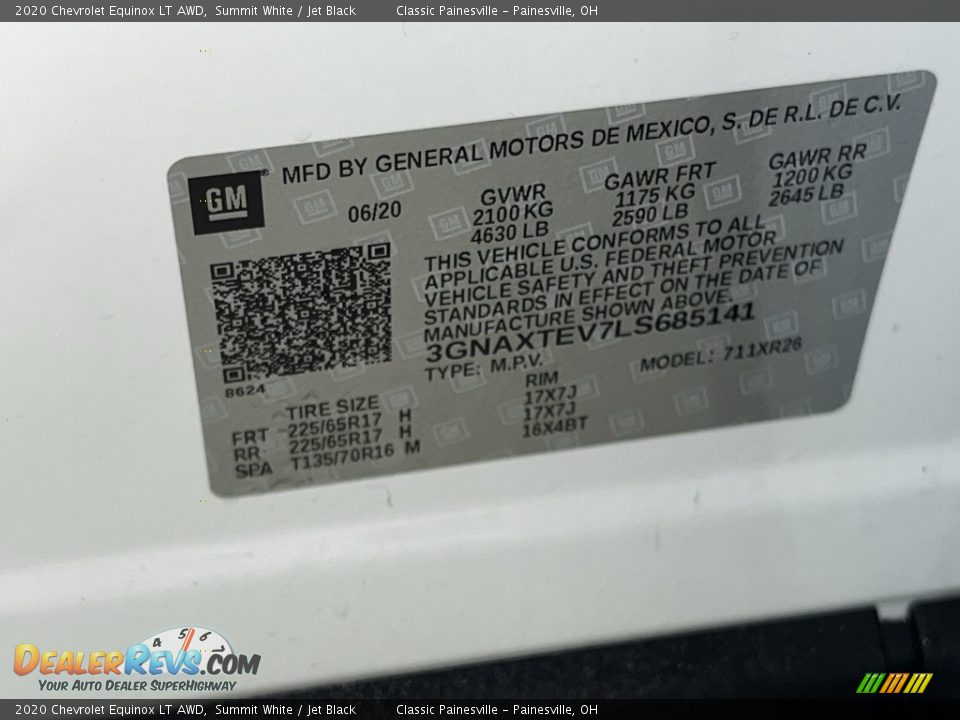 2020 Chevrolet Equinox LT AWD, Summit White / Jet Black Classic Painesville – Painesville, OH
MFD BY GENERAL MOTORS DE MEXICO, S. DE R.L. DE C.V.
GM
06/20
GVWR
2100 KG
4630 LB
GAWR FRT
1175 KG
2590 LB
GAWR RR
1200 KG
2645 LB
THIS VEHICLE CONFORMS TO ALL
APPLICABLE U.S. FEDERAL MOTOR
VEHICLE SAFETY AND THEFT PREVENTION
STANDARDS IN EFFECT ON THE DATE OF
MANUFACTURE SHOWN ABOVE.
3GNAXTEV7LS685141
TYPE: M.P.V. MODEL: 711XR26
8624
TIRE SIZE RIM
FRT 225/65R17 H 17X7J
RR 225/65R17 H 17X7J
SPA T135/70R16 M 16X4BT
4 5 6
DealerRevs.com
Your Auto Dealer SuperHighway
2020 Chevrolet Equinox LT AWD, Summit White / Jet Black Classic Painesville – Painesville, OH